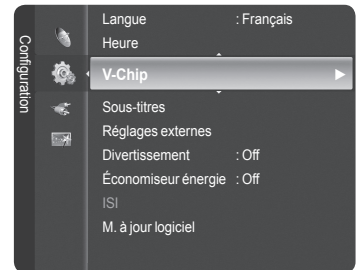 Configuration
Langue : Français
Heure
V-Chip
Sous-titres
Réglages externes
Divertissement : Off
Économiseur énergie : Off
ISI
M. à jour logiciel